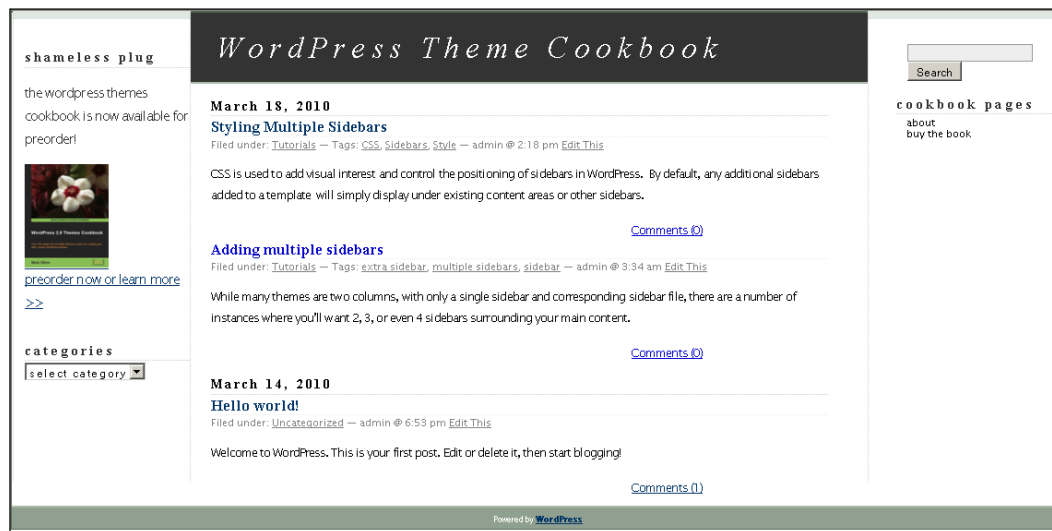 WordPress Theme Cookbook
shameless plug
the wordpress themes
cookbook is now available for
preorder!
WordPress 2.8 Themes Cookbook
preorder now or learn more
>>
categories
select category
March 18, 2010
Styling Multiple Sidebars
Filed under: Tutorials — Tags: CSS, Sidebars, Style — admin @ 2:18 pm Edit This
CSS is used to add visual interest and control the positioning of sidebars in WordPress. By default, any additional sidebars
added to a template will simply display under existing content areas or other sidebars.
Comments (0)
Adding multiple sidebars
Filed under: Tutorials — Tags: extra sidebar, multiple sidebars, sidebar — admin @ 3:34 am Edit This
While many themes are two columns, with only a single sidebar and corresponding sidebar file, there are a number of
instances where you'll want 2, 3, or even 4 sidebars surrounding your main content.
Comments (0)
March 14, 2010
Hello world!
Filed under: Uncategorized — admin @ 6:53 pm Edit This
Welcome to WordPress. This is your first post. Edit or delete it, then start blogging!
Comments (1)
Search
cookbook pages
about
buy the book
Powered by WordPress